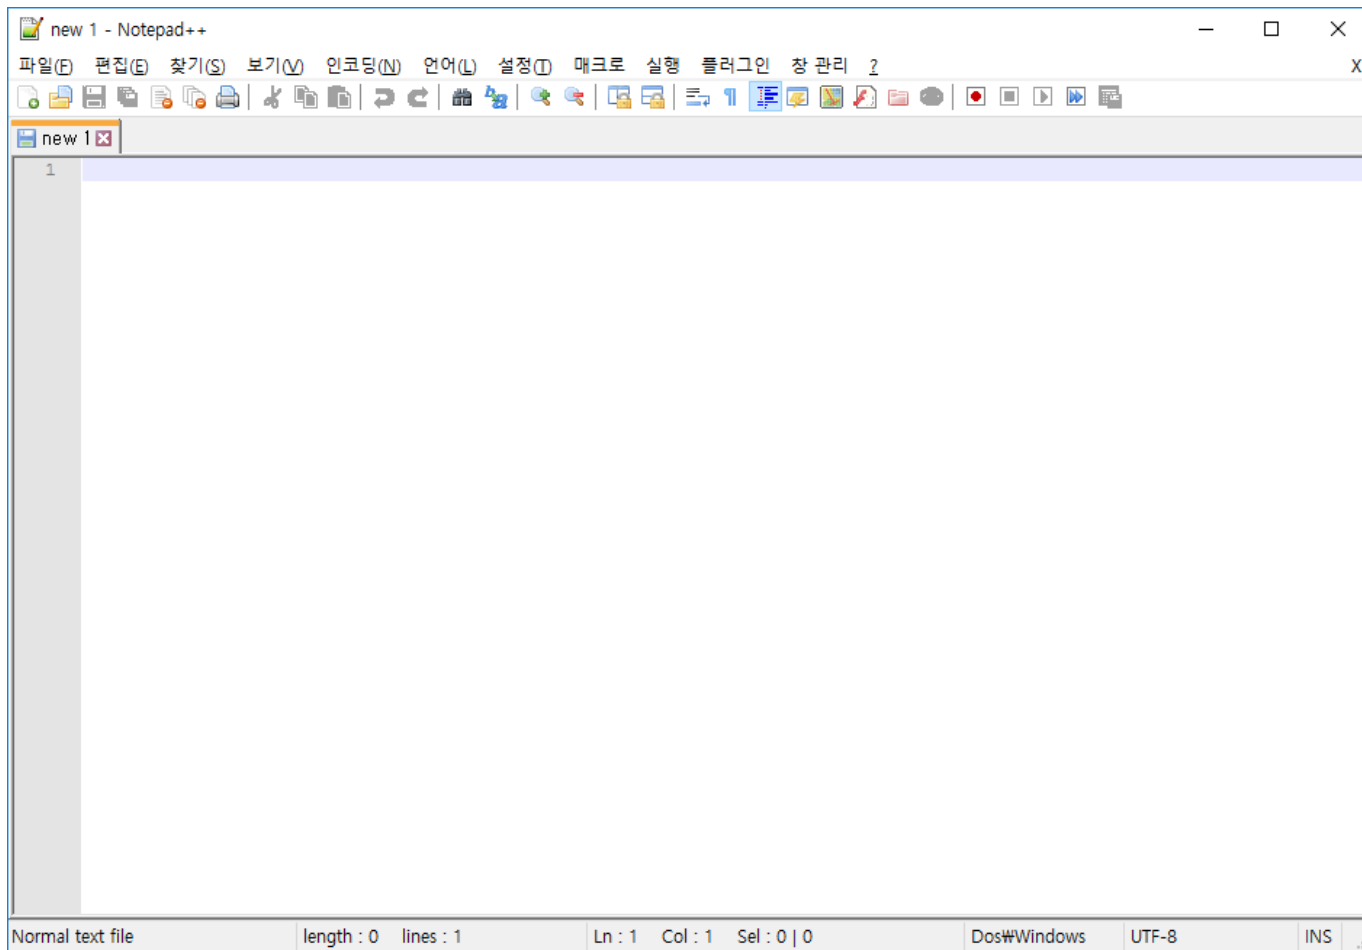 new 1 - Notepad++
파일(F) 편집(E) 찾기(S) 보기(V) 인코딩(N) 언어(L) 설정(T) 매크로 실행 플러그인 창 관리 ? X
new 1
1
Normal text file length : 0 lines : 1 Ln : 1 Col : 1 Sel : 0 | 0 Dos₩Windows UTF-8 INS